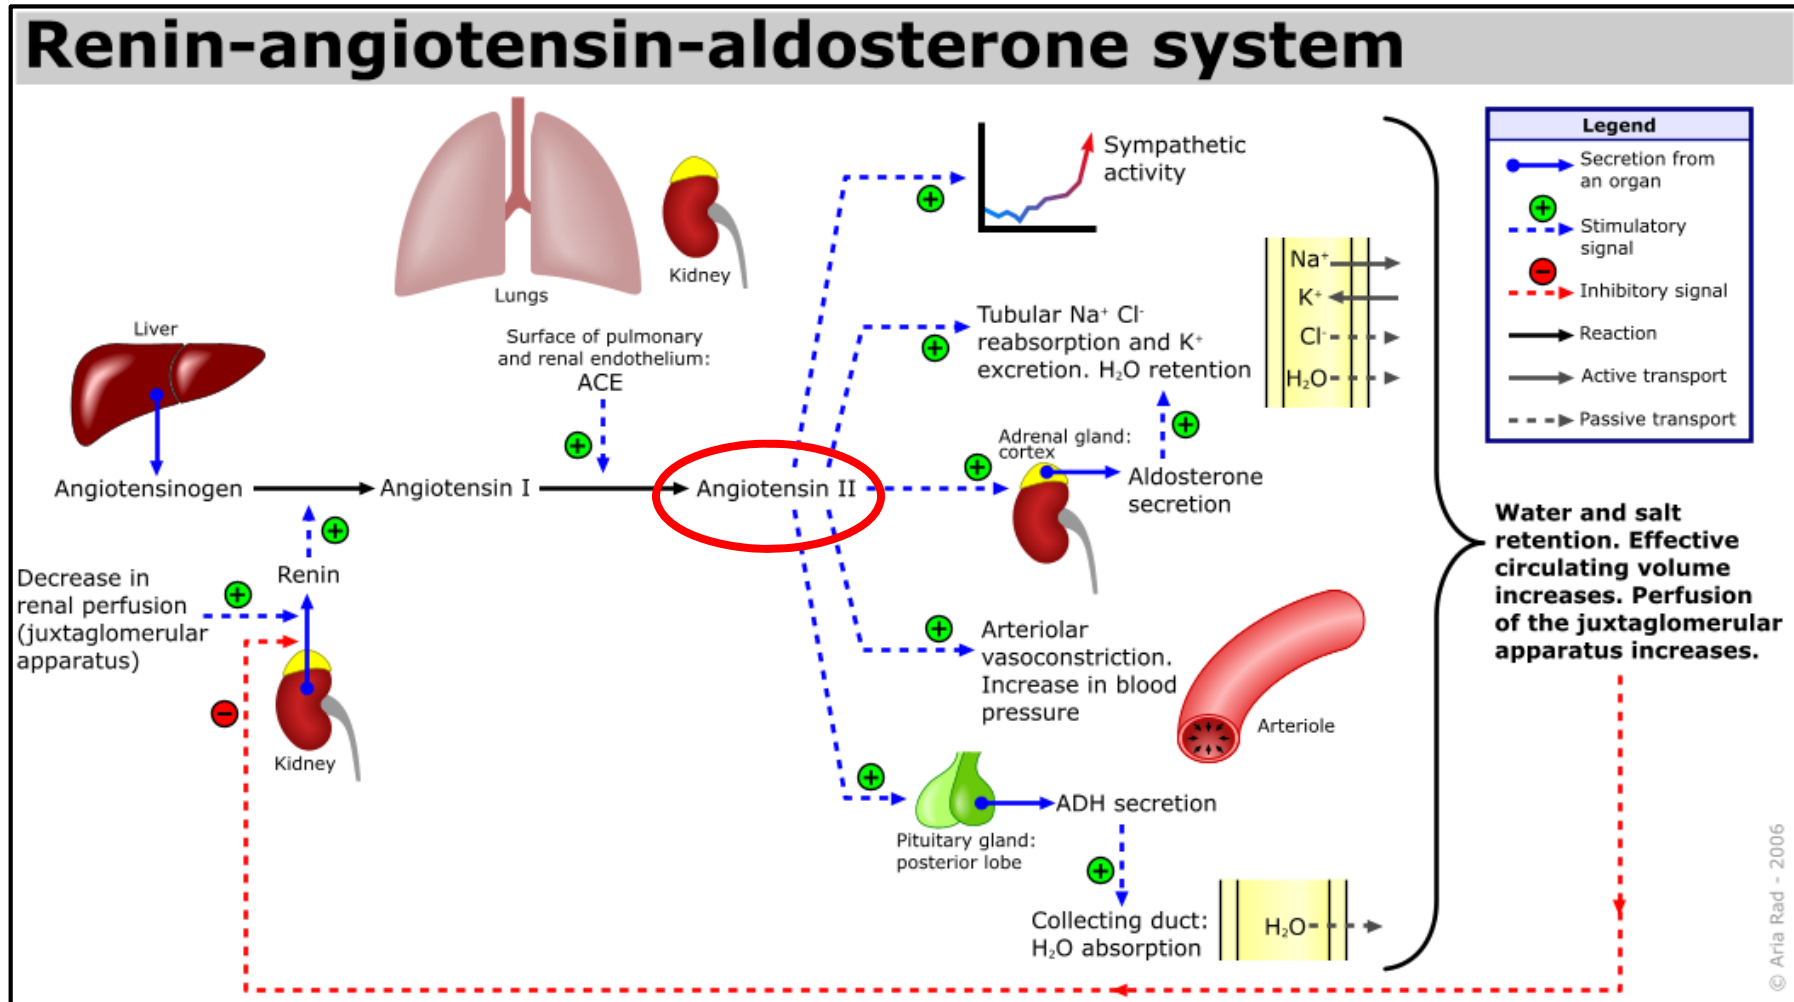 Renin-angiotensin-aldosterone system
Lungs
Kidney
Liver
Surface of pulmonary
and renal endothelium:
ACE
Angiotensinogen
Angiotensin I
Angiotensin II
Renin
Decrease in
renal perfusion
(juxtaglomerular
apparatus)
Kidney
Sympathetic
activity
Tubular Na⁺ Cl⁻
reabsorption and K⁺
excretion. H₂O retention
Na⁺
K⁺
Cl⁻
H₂O
Adrenal gland:
cortex
Aldosterone
secretion
Arteriolar
vasoconstriction.
Increase in blood
pressure
Arteriole
Pituitary gland:
posterior lobe
ADH secretion
Collecting duct:
H₂O absorption
H₂O
Legend
Secretion from
an organ
Stimulatory
signal
Inhibitory signal
Reaction
Active transport
Passive transport
Water and salt
retention. Effective
circulating volume
increases. Perfusion
of the juxtaglomerular
apparatus increases.
© Aria Rad - 2006